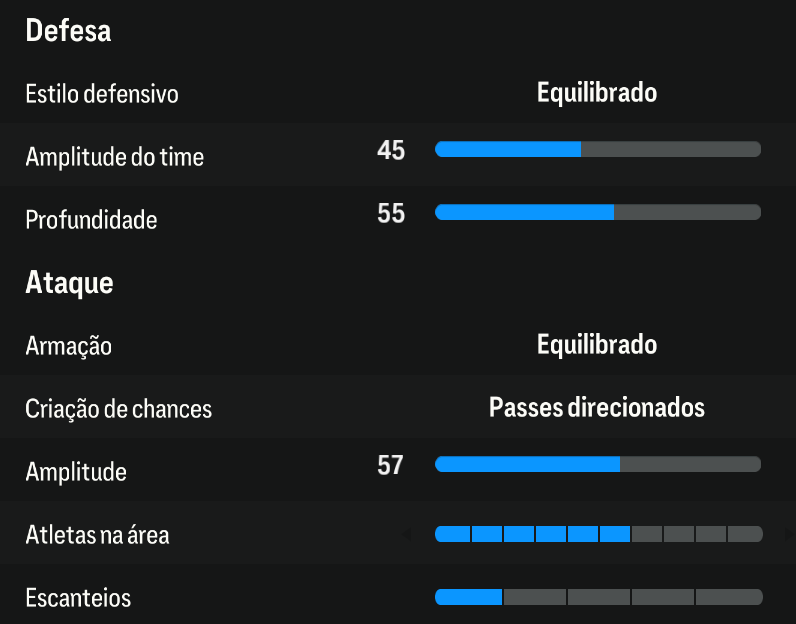 Defesa
Estilo defensivo Equilibrado
Amplitude do time 45
Profundidade 55
Ataque
Armação Equilibrado
Criação de chances Passes direcionados
Amplitude 57
Atletas na área
Escanteios